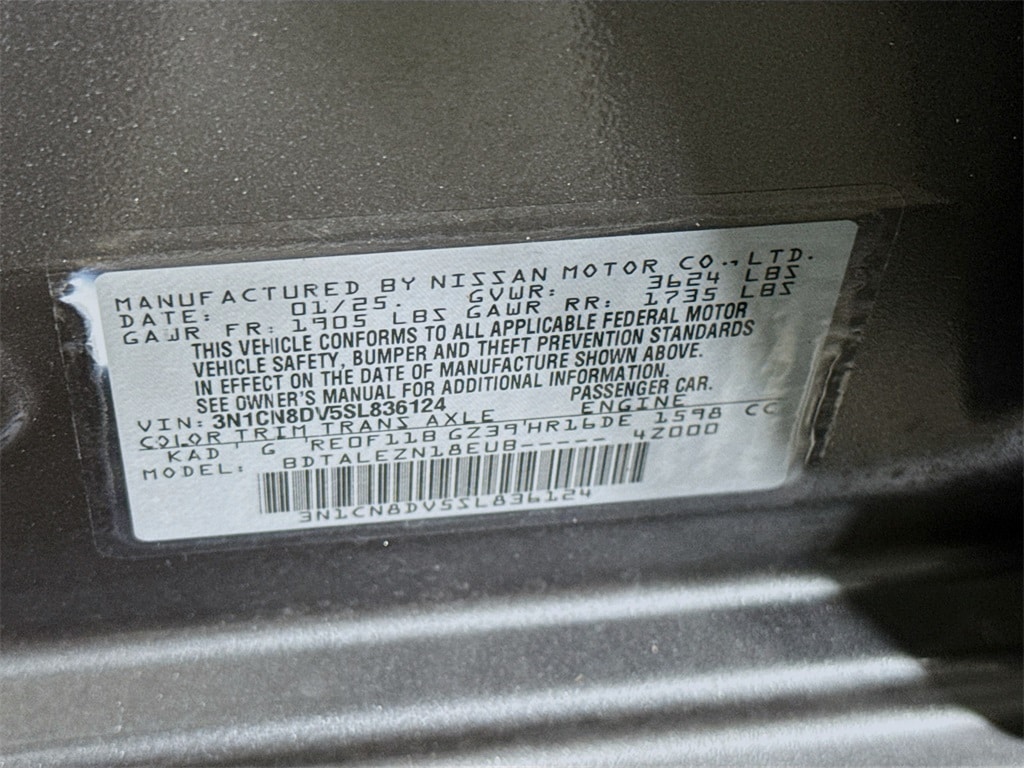 MANUFACTURED BY NISSAN MOTOR CO., LTD.
DATE: 01/25. GVWR: 3624 LBS
GAWR FR: 1905 LBS GAWR RR: 1735 LBS
THIS VEHICLE CONFORMS TO ALL APPLICABLE FEDERAL MOTOR
VEHICLE SAFETY, BUMPER AND THEFT PREVENTION STANDARDS
IN EFFECT ON THE DATE OF MANUFACTURE SHOWN ABOVE.
SEE OWNER'S MANUAL FOR ADDITIONAL INFORMATION.
VIN: 3N1CN8DV5SL836124 PASSENGER CAR.
COLOR TRIM TRANS AXLE ENGINE
KAD G RE0F11B GZ39 HR16DE 1598 CC
MODEL: BDTALEZN18EUB----- 4Z000
3N1CN8DV5SL836124